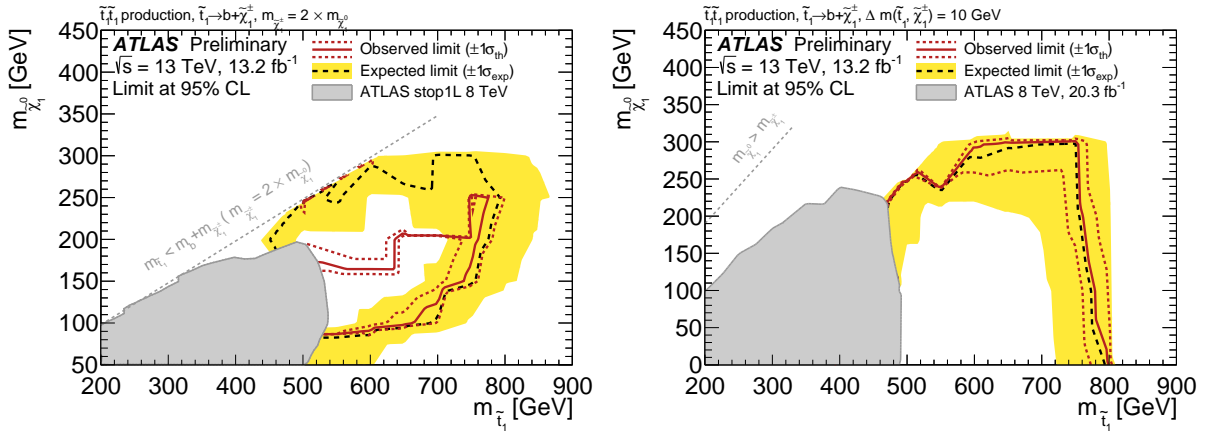 t̃₁t̃₁ production, t̃₁→b+χ̃₁±, m_χ̃₁± = 2 × m_χ̃₁⁰
ATLAS Preliminary
√s = 13 TeV, 13.2 fb⁻¹
Limit at 95% CL
Observed limit (±1σ_th)
Expected limit (±1σ_exp)
ATLAS stop1L 8 TeV
m_t̃₁ < m_b+m_χ̃₁± ( m_χ̃₁± = 2 × m_χ̃₁⁰ )
m_χ̃₁⁰ [GeV]
450
400
350
300
250
200
150
100
50
200 300 400 500 600 700 800 900
m_t̃₁ [GeV]
t̃₁t̃₁ production, t̃₁→b+χ̃₁±, Δ m(t̃₁, χ̃₁±) = 10 GeV
ATLAS Preliminary
√s = 13 TeV, 13.2 fb⁻¹
Limit at 95% CL
Observed limit (±1σ_th)
Expected limit (±1σ_exp)
ATLAS 8 TeV, 20.3 fb⁻¹
m_χ̃₁⁰ > m_χ̃₁±
m_χ̃₁⁰ [GeV]
450
400
350
300
250
200
150
100
50
0
200 300 400 500 600 700 800 900
m_t̃₁ [GeV]